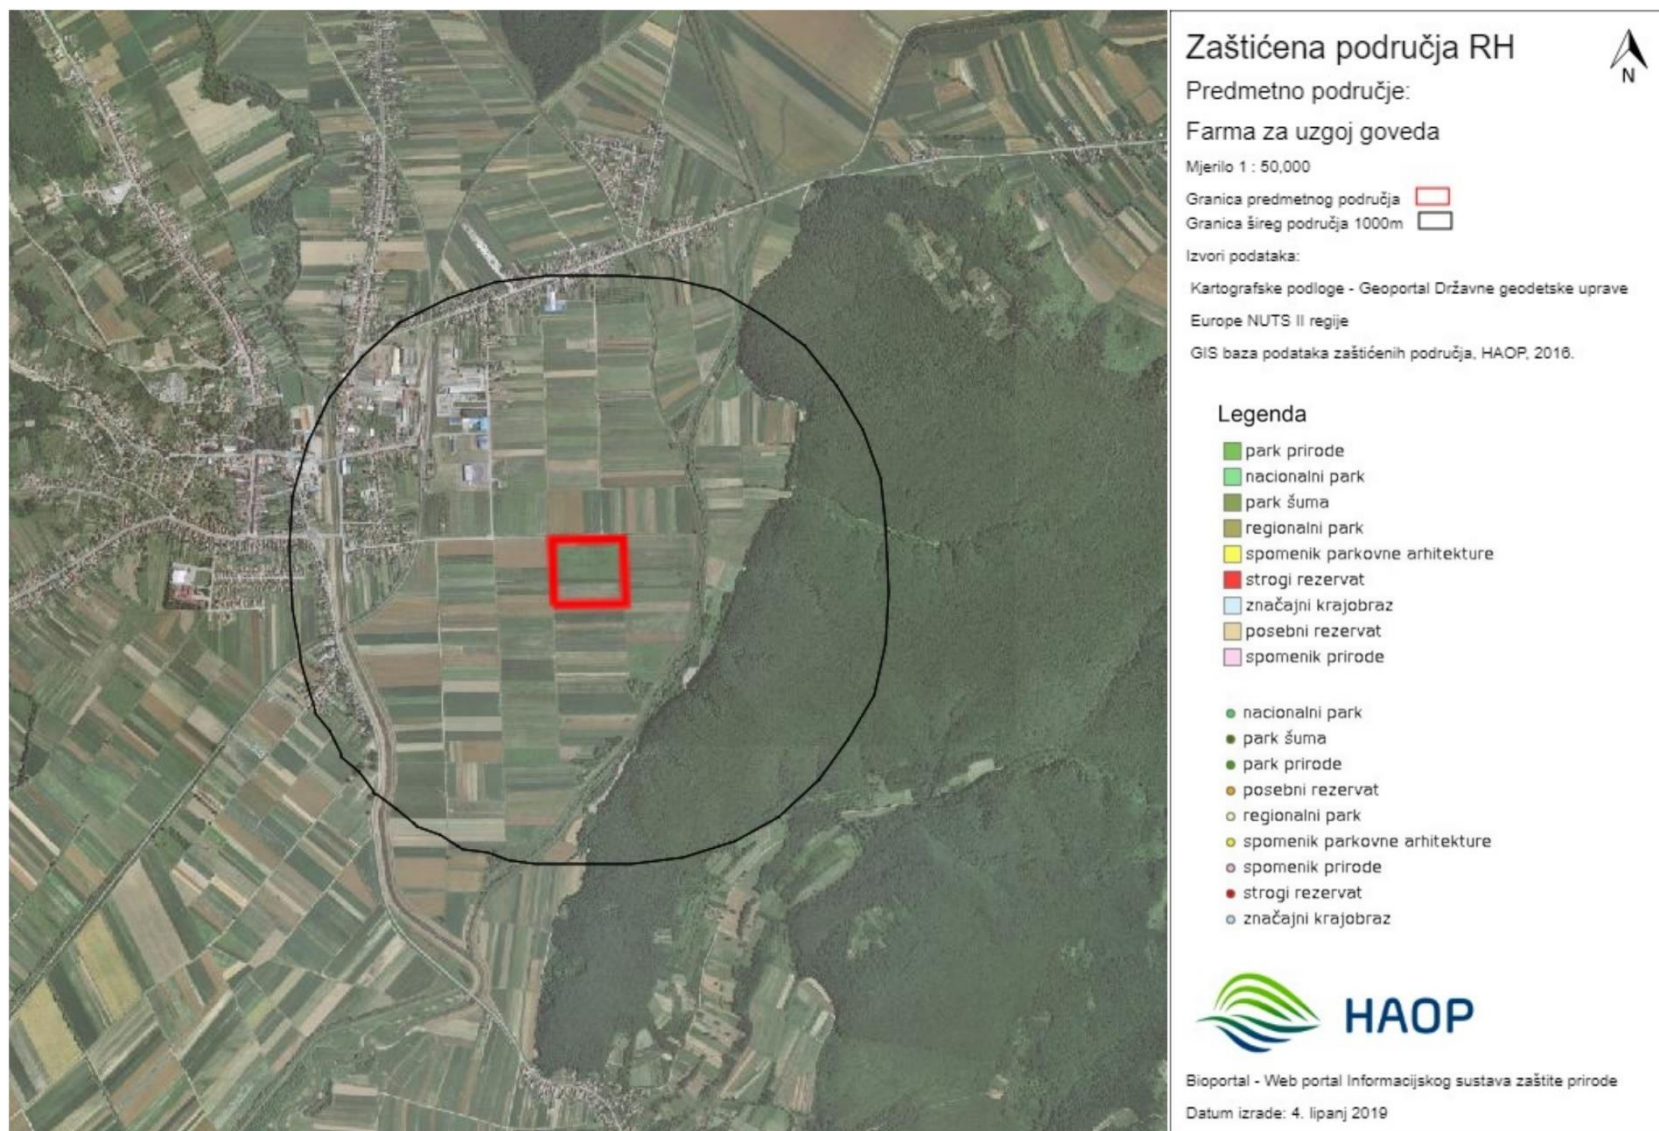 Zaštićena područja RH
N
Predmetno područje:
Farma za uzgoj goveda
Mjerilo 1 : 50,000
Granica predmetnog područja
Granica šireg područja 1000m
Izvori podataka:
Kartografske podloge - Geoportal Državne geodetske uprave
Europe NUTS II regije
GIS baza podataka zaštićenih područja, HAOP, 2016.
Legenda
park prirode
nacionalni park
park šuma
regionalni park
spomenik parkovne arhitekture
strogi rezervat
značajni krajobraz
posebni rezervat
spomenik prirode
nacionalni park
park šuma
park prirode
posebni rezervat
regionalni park
spomenik parkovne arhitekture
spomenik prirode
strogi rezervat
značajni krajobraz
HAOP
Bioportal - Web portal Informacijskog sustava zaštite prirode
Datum izrade: 4. lipanj 2019